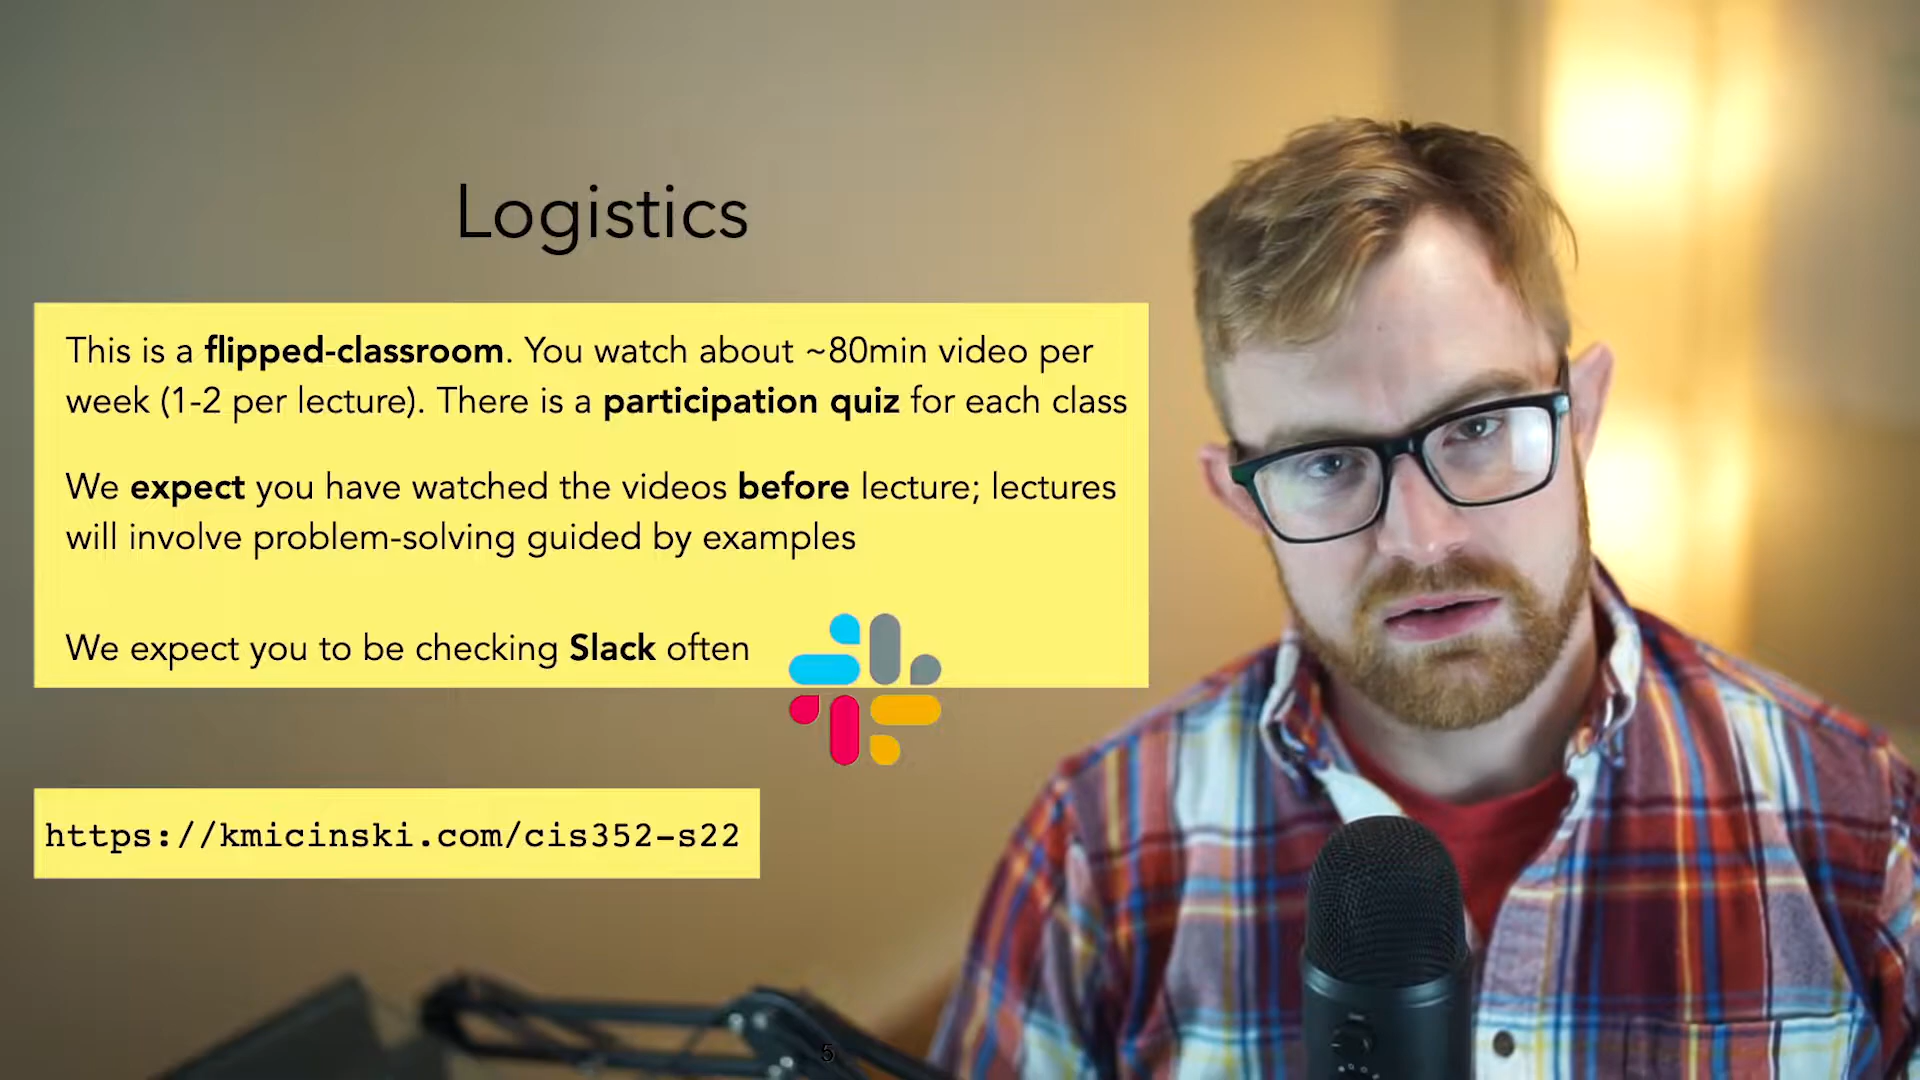 Logistics
This is a flipped-classroom. You watch about ~80min video per
week (1-2 per lecture). There is a participation quiz for each class
We expect you have watched the videos before lecture; lectures
will involve problem-solving guided by examples
We expect you to be checking Slack often
https://kmicinski.com/cis352-s22
5